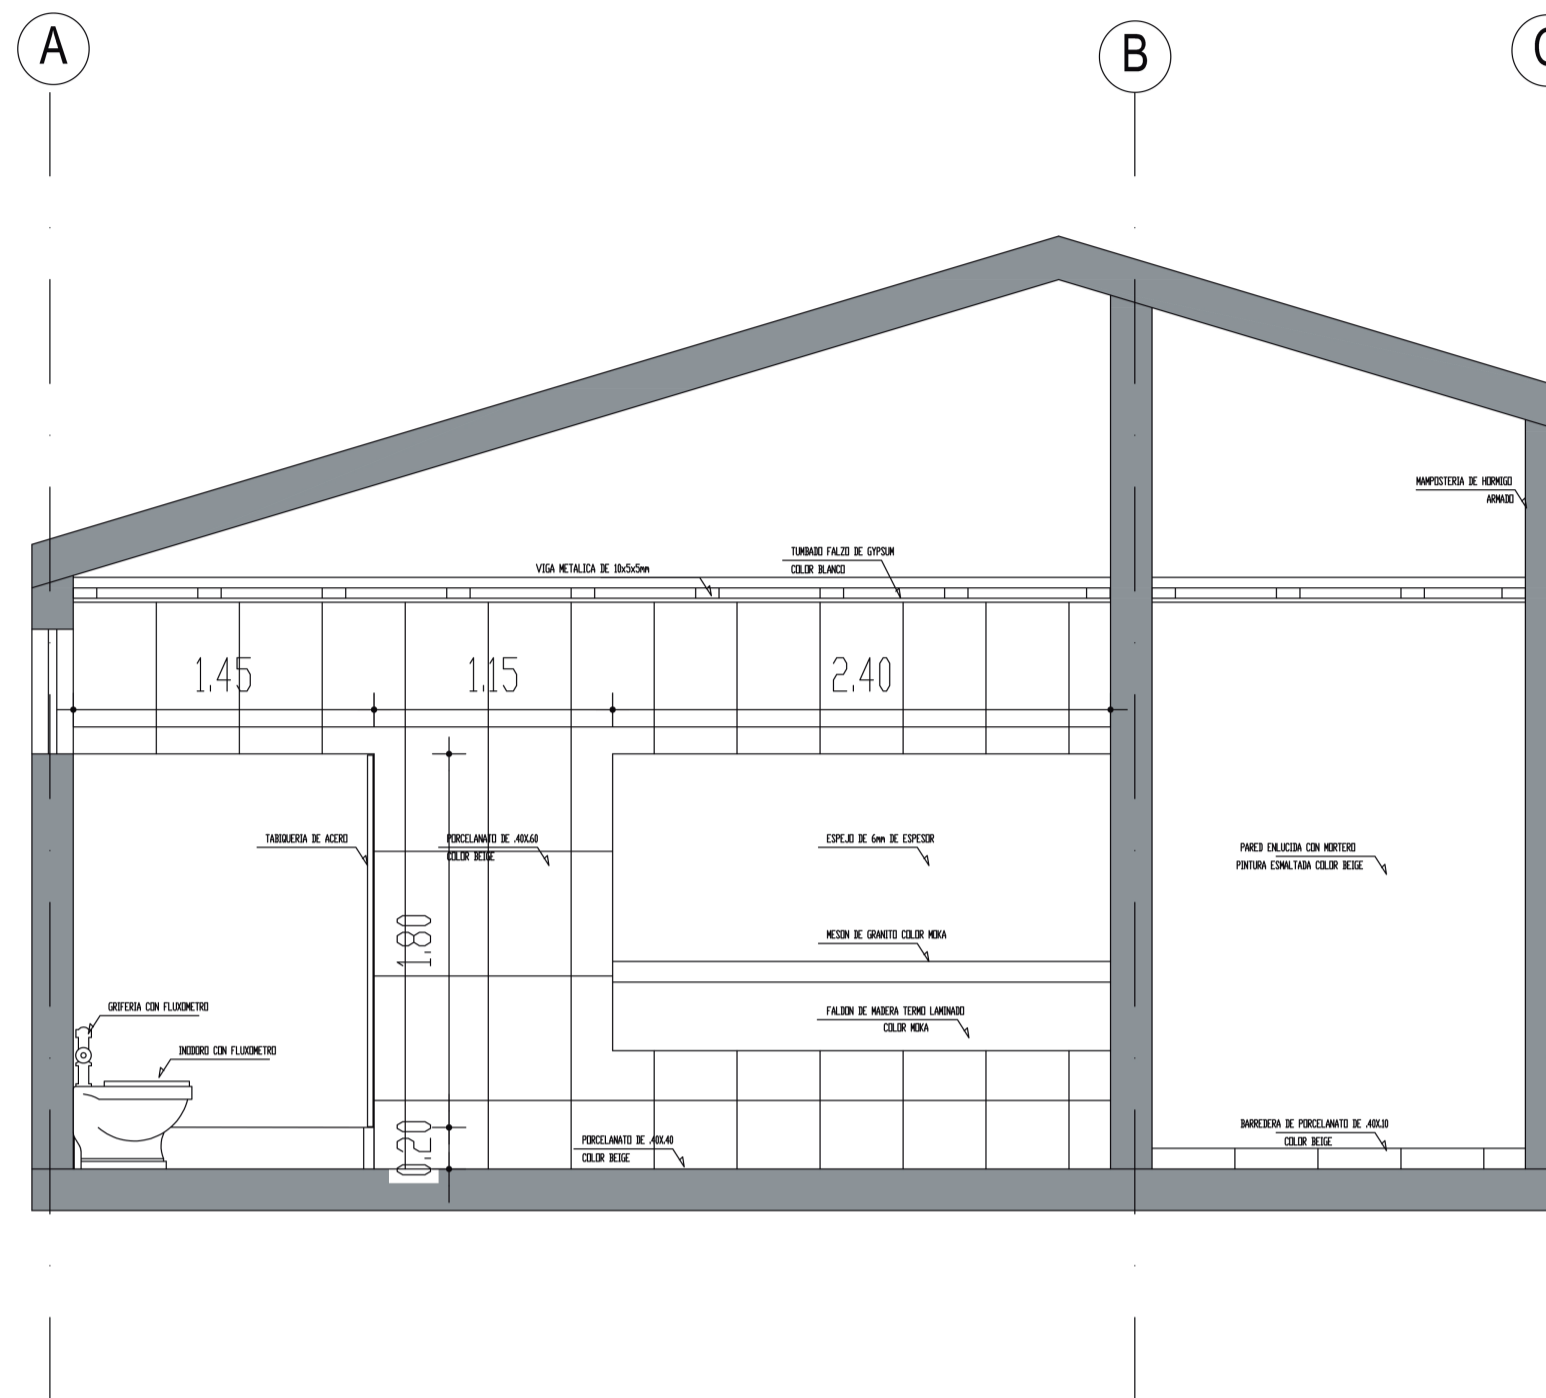 A
B
MAMPOSTERIA DE HORMIGO
ARMADO
TUMBADO FALZO DE GYPSUM
COLOR BLANCO
VIGA METALICA DE 10x5x5mm
1.45
1.15
2.40
TABIQUERIA DE ACERO
PORCELANATO DE .40X.60
COLOR BEIGE
ESPEJO DE 6mm DE ESPESOR
PARED ENLUCIDA CON MORTERO
PINTURA ESMALTADA COLOR BEIGE
1.80
MESON DE GRANITO COLOR MOKA
GRIFERIA CON FLUXOMETRO
FALDON DE MADERA TERMO LAMINADO
COLOR MOKA
INODORO CON FLUXOMETRO
0.20
PORCELANATO DE .40X.40
COLOR BEIGE
BARREDERA DE PORCELANATO DE .40X.10
COLOR BEIGE